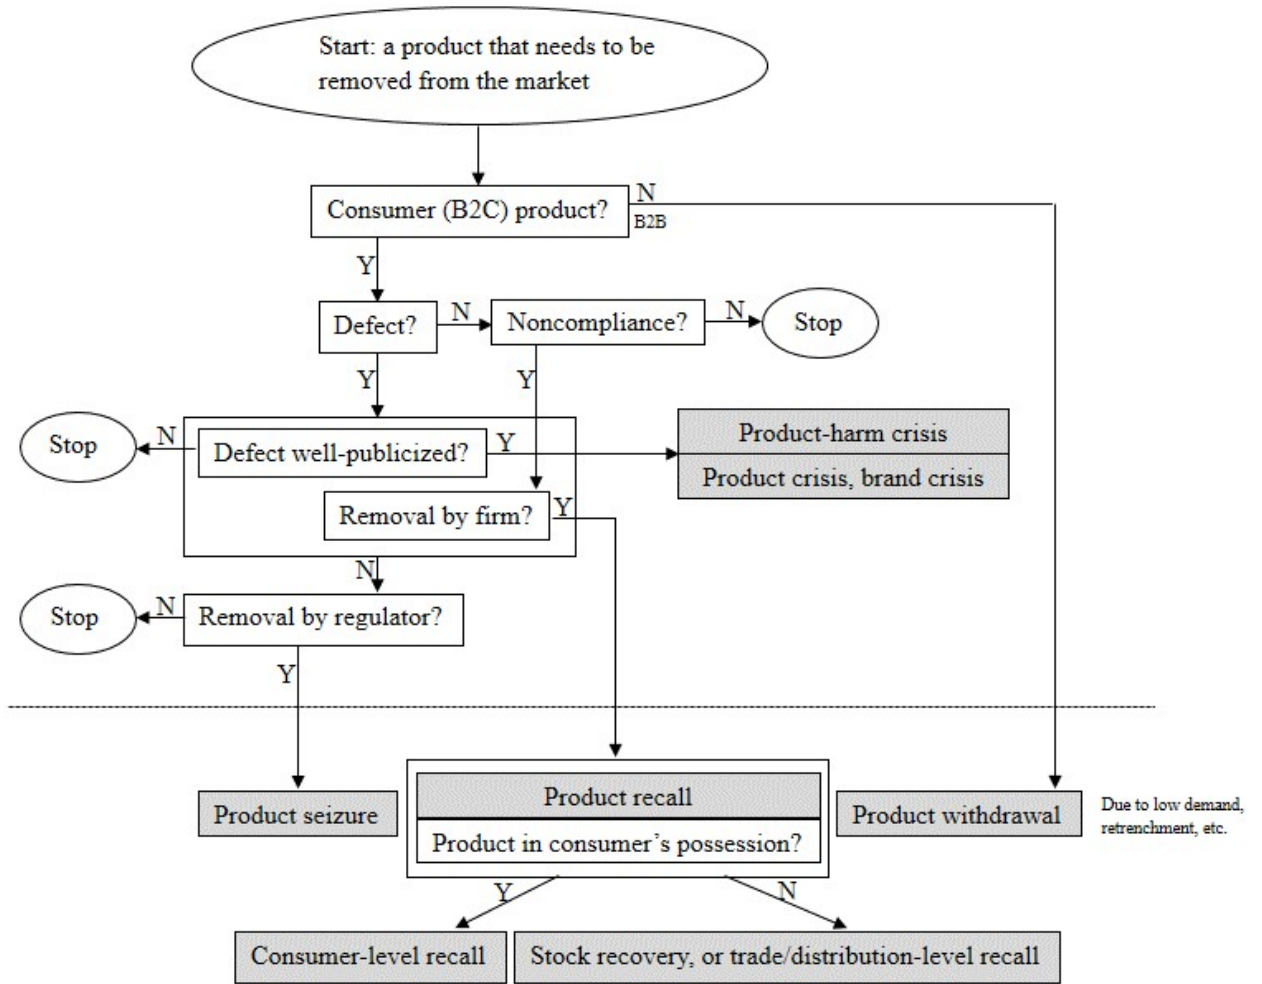 Start: a product that needs to be
removed from the market
Consumer (B2C) product?
N
B2B
Y
Defect?
N
Noncompliance?
N
Stop
Y
Y
Stop
N
Defect well-publicized?
Y
Product-harm crisis
Product crisis, brand crisis
Removal by firm?
Y
N
Stop
N
Removal by regulator?
Y
Product seizure
Product recall
Product in consumer’s possession?
Product withdrawal
Due to low demand,
retrenchment, etc.
Y
N
Consumer-level recall
Stock recovery, or trade/distribution-level recall